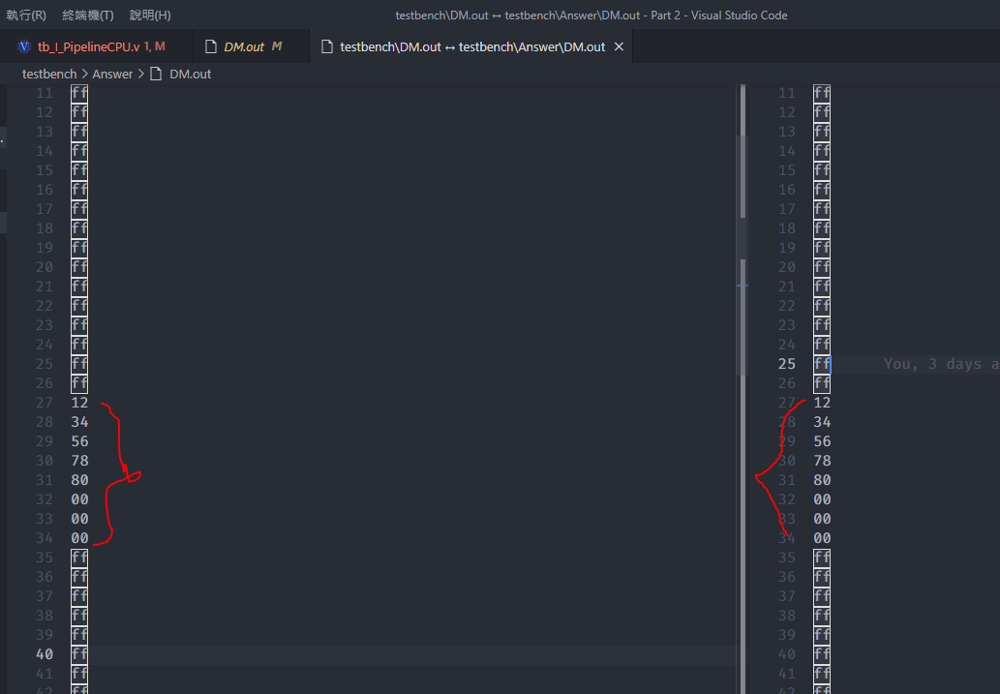 執行(R) 終端機(T) 說明(H) testbench\DM.out ↔ testbench\Answer\DM.out - Part 2 - Visual Studio Code
tb_I_PipelineCPU.v 1, M DM.out M testbench\DM.out ↔ testbench\Answer\DM.out ×
testbench > Answer > DM.out
11 ff 11 ff
12 ff 12 ff
13 ff 13 ff
14 ff 14 ff
15 ff 15 ff
16 ff 16 ff
17 ff 17 ff
18 ff 18 ff
19 ff 19 ff
20 ff 20 ff
21 ff 21 ff
22 ff 22 ff
23 ff 23 ff
24 ff 24 ff
25 ff 25 ff You, 3 days a
26 ff 26 ff
27 12 27 12
28 34 28 34
29 56 29 56
30 78 30 78
31 80 31 80
32 00 32 00
33 00 33 00
34 00 34 00
35 ff 35 ff
36 ff 36 ff
37 ff 37 ff
38 ff 38 ff
39 ff 39 ff
40 ff 40 ff
41 ff 41 ff
42 ff 42 ff